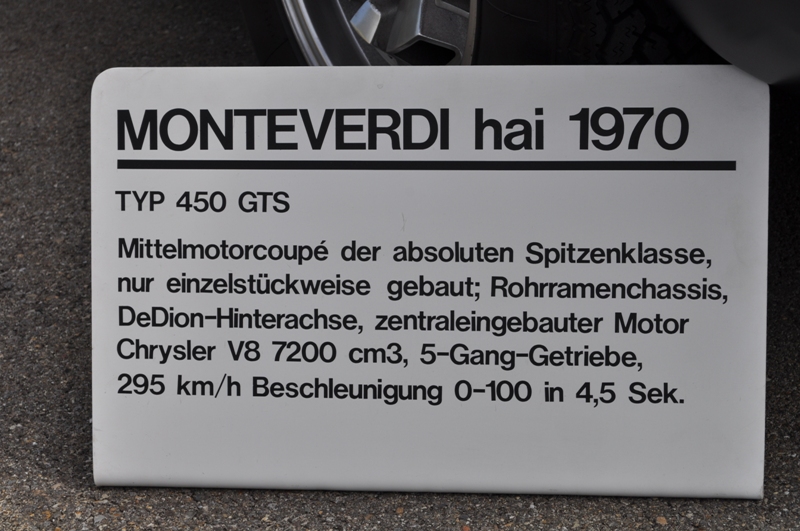 MONTEVERDI hai 1970
TYP 450 GTS
Mittelmotorcoupé der absoluten Spitzenklasse,
nur einzelstückweise gebaut; Rohrramenchassis,
DeDion-Hinterachse, zentraleingebauter Motor
Chrysler V8 7200 cm3, 5-Gang-Getriebe,
295 km/h Beschleunigung 0-100 in 4,5 Sek.